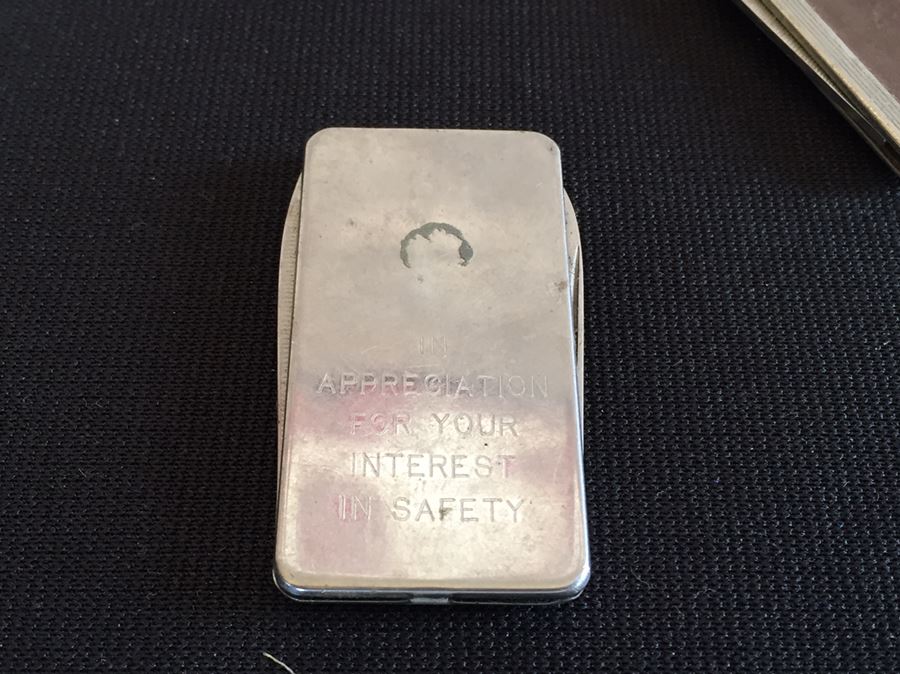 IN
APPRECIATION
FOR YOUR
INTEREST
IN SAFETY